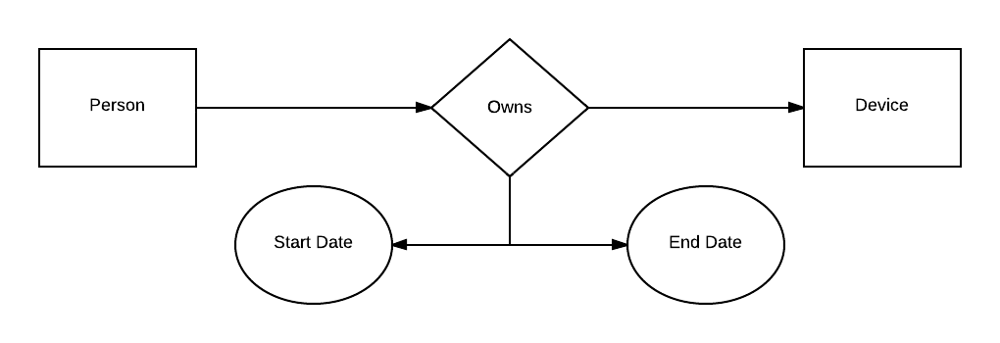 Person
Owns
Device
Start Date
End Date